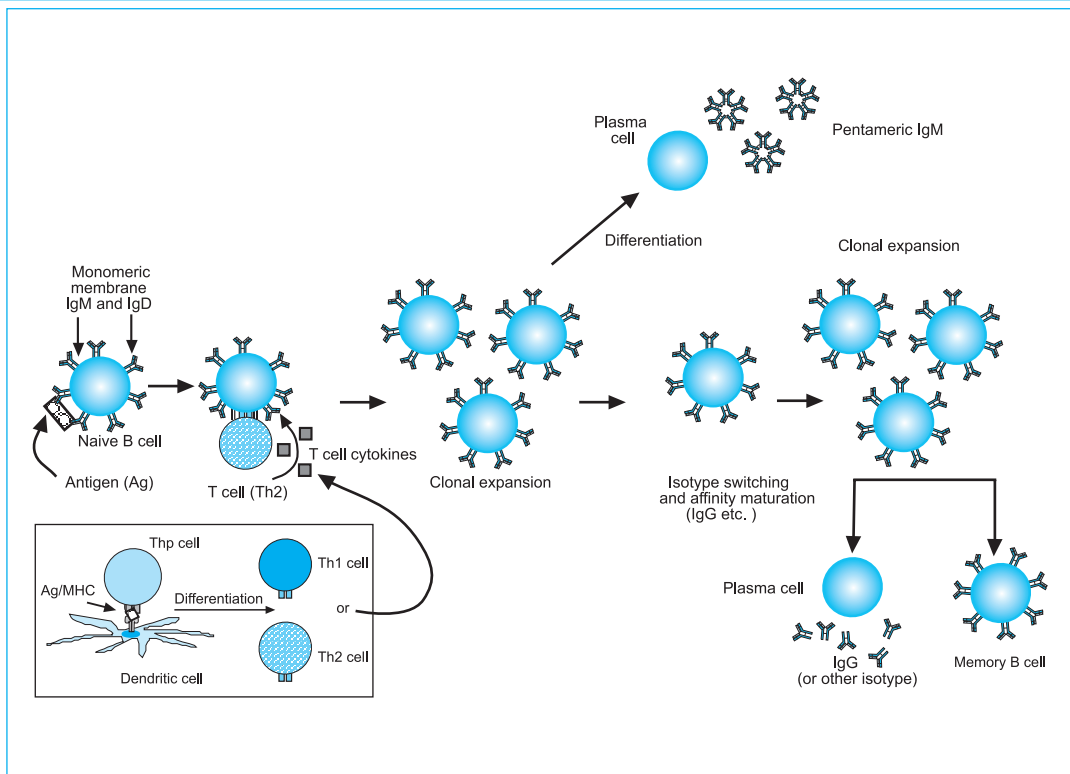 Plasma
cell
Pentameric IgM
Differentiation
Clonal expansion
Monomeric
membrane
IgM and IgD
Naive B cell
Antigen (Ag)
T cell cytokines
T cell (Th2)
Clonal expansion
Isotype switching
and affinity maturation
(IgG etc. )
Thp cell
Th1 cell
Ag/MHC
Differentiation
or
Th2 cell
Dendritic cell
Plasma cell
IgG
(or other isotype)
Memory B cell